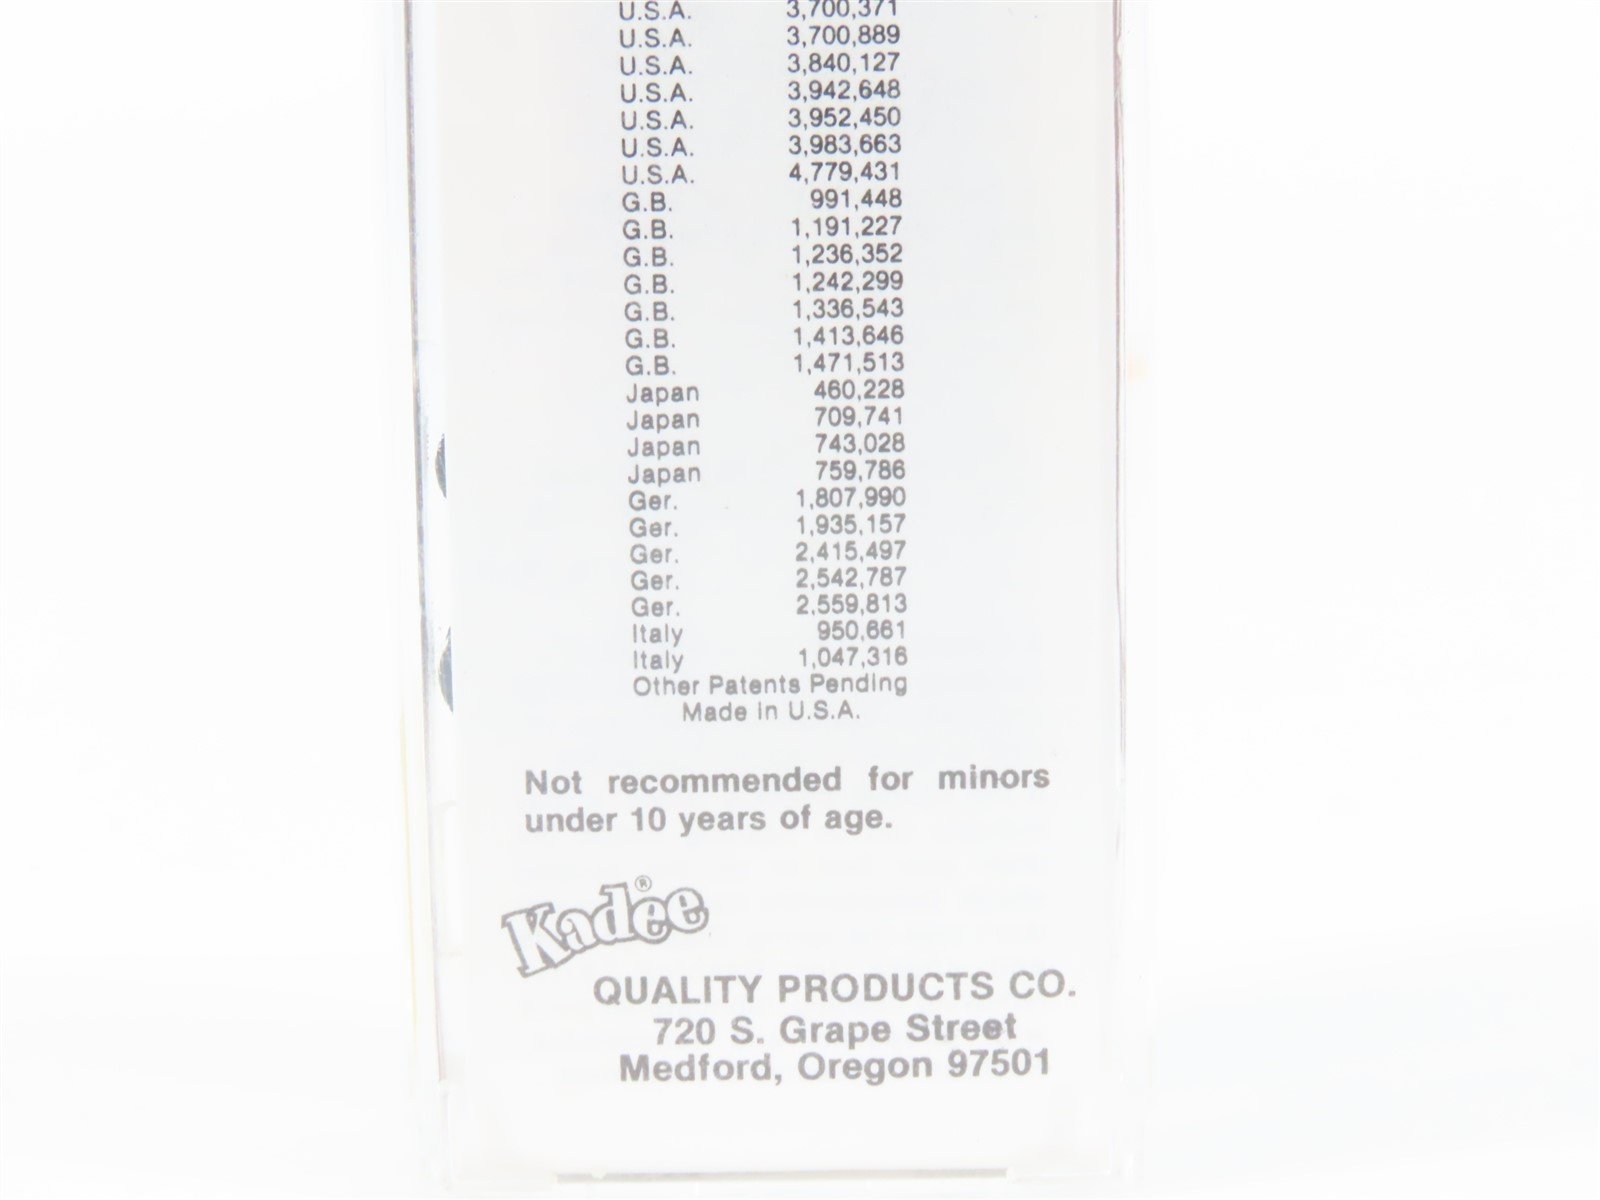 U.S.A. 3,700,371
U.S.A. 3,700,889
U.S.A. 3,840,127
U.S.A. 3,942,648
U.S.A. 3,952,450
U.S.A. 3,983,663
U.S.A. 4,779,431
G.B. 991,448
G.B. 1,191,227
G.B. 1,236,352
G.B. 1,242,299
G.B. 1,336,543
G.B. 1,413,646
G.B. 1,471,513
Japan 460,228
Japan 709,741
Japan 743,028
Japan 759,786
Ger. 1,807,990
Ger. 1,935,157
Ger. 2,415,497
Ger. 2,542,787
Ger. 2,559,813
Italy 950,661
Italy 1,047,316
Other Patents Pending
Made in U.S.A.
Not recommended for minors
under 10 years of age.
Kadee®
QUALITY PRODUCTS CO.
720 S. Grape Street
Medford, Oregon 97501